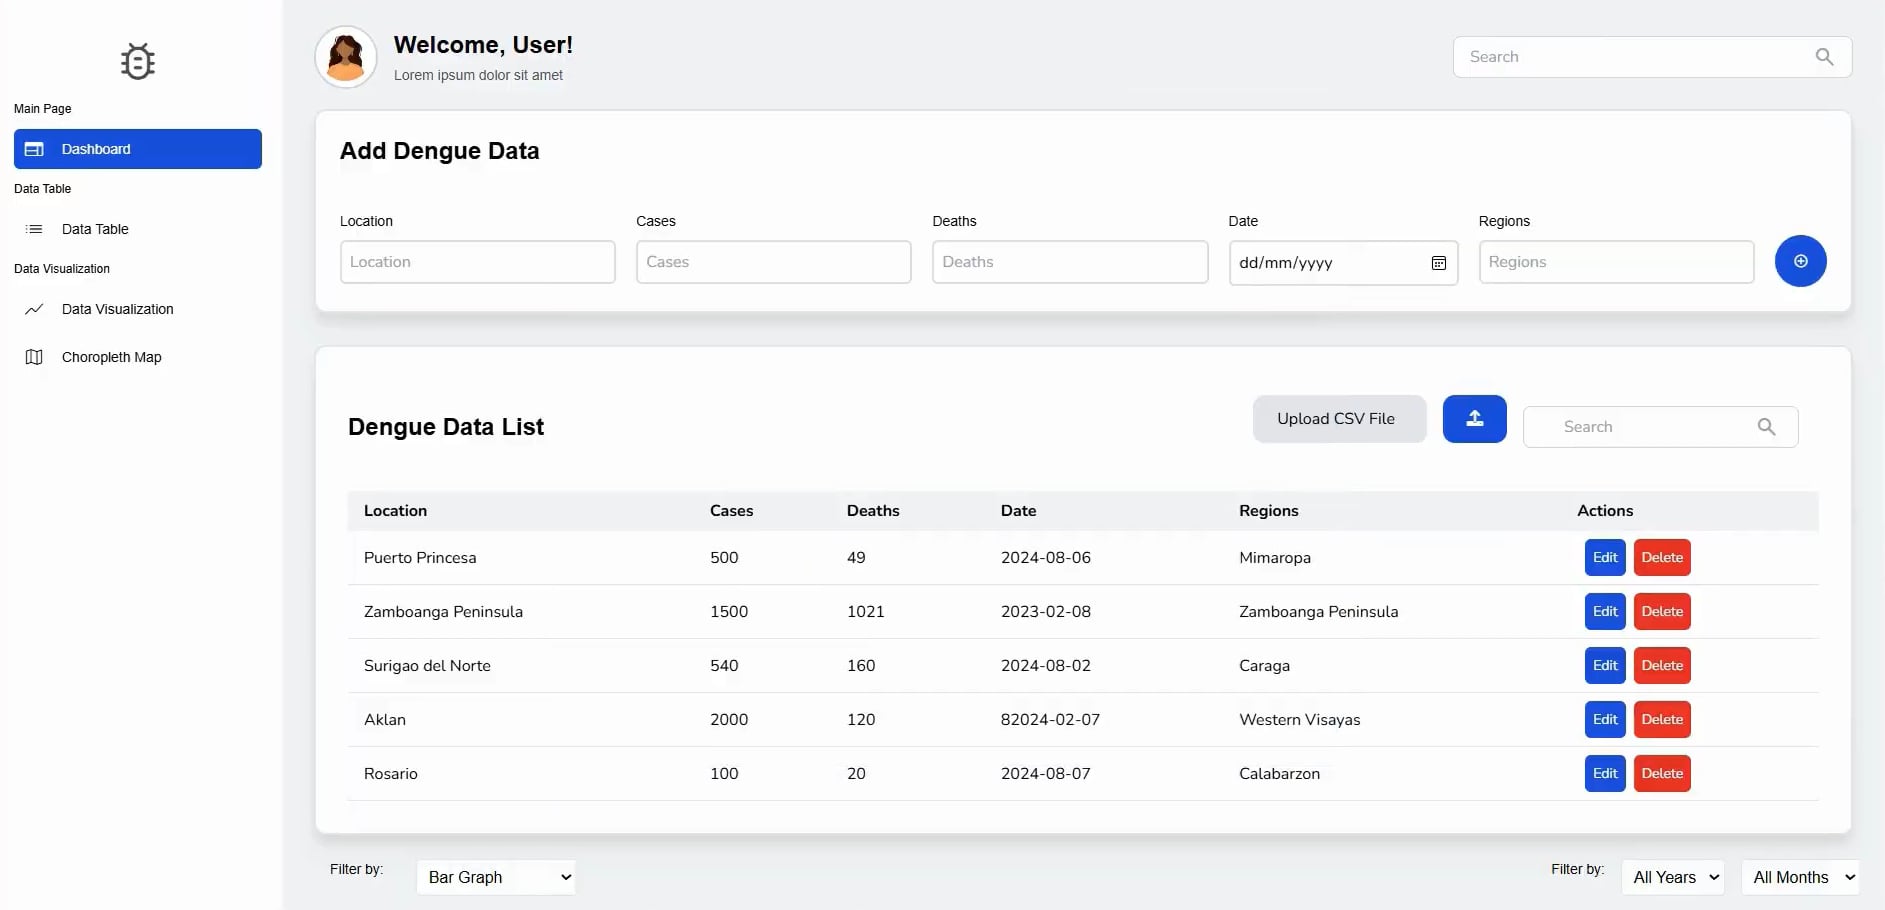 Main Page
Dashboard
Data Table
Data Table
Data Visualization
Data Visualization
Choropleth Map
Welcome, User!
Lorem ipsum dolor sit amet
Search
Add Dengue Data
Location Cases Deaths Date Regions
Location Cases Deaths dd/mm/yyyy Regions
Dengue Data List
Upload CSV File
Search
Location Cases Deaths Date Regions Actions
Puerto Princesa 500 49 2024-08-06 Mimaropa Edit Delete
Zamboanga Peninsula 1500 1021 2023-02-08 Zamboanga Peninsula Edit Delete
Surigao del Norte 540 160 2024-08-02 Caraga Edit Delete
Aklan 2000 120 82024-02-07 Western Visayas Edit Delete
Rosario 100 20 2024-08-07 Calabarzon Edit Delete
Filter by: Bar Graph
Filter by: All Years All Months